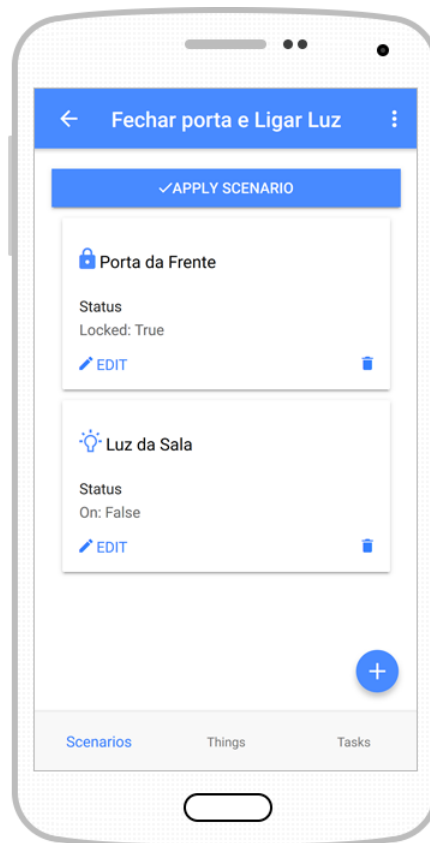 Fechar porta e Ligar Luz
APPLY SCENARIO
Porta da Frente
Status
Locked: True
EDIT
Luz da Sala
Status
On: False
EDIT
Scenarios Things Tasks